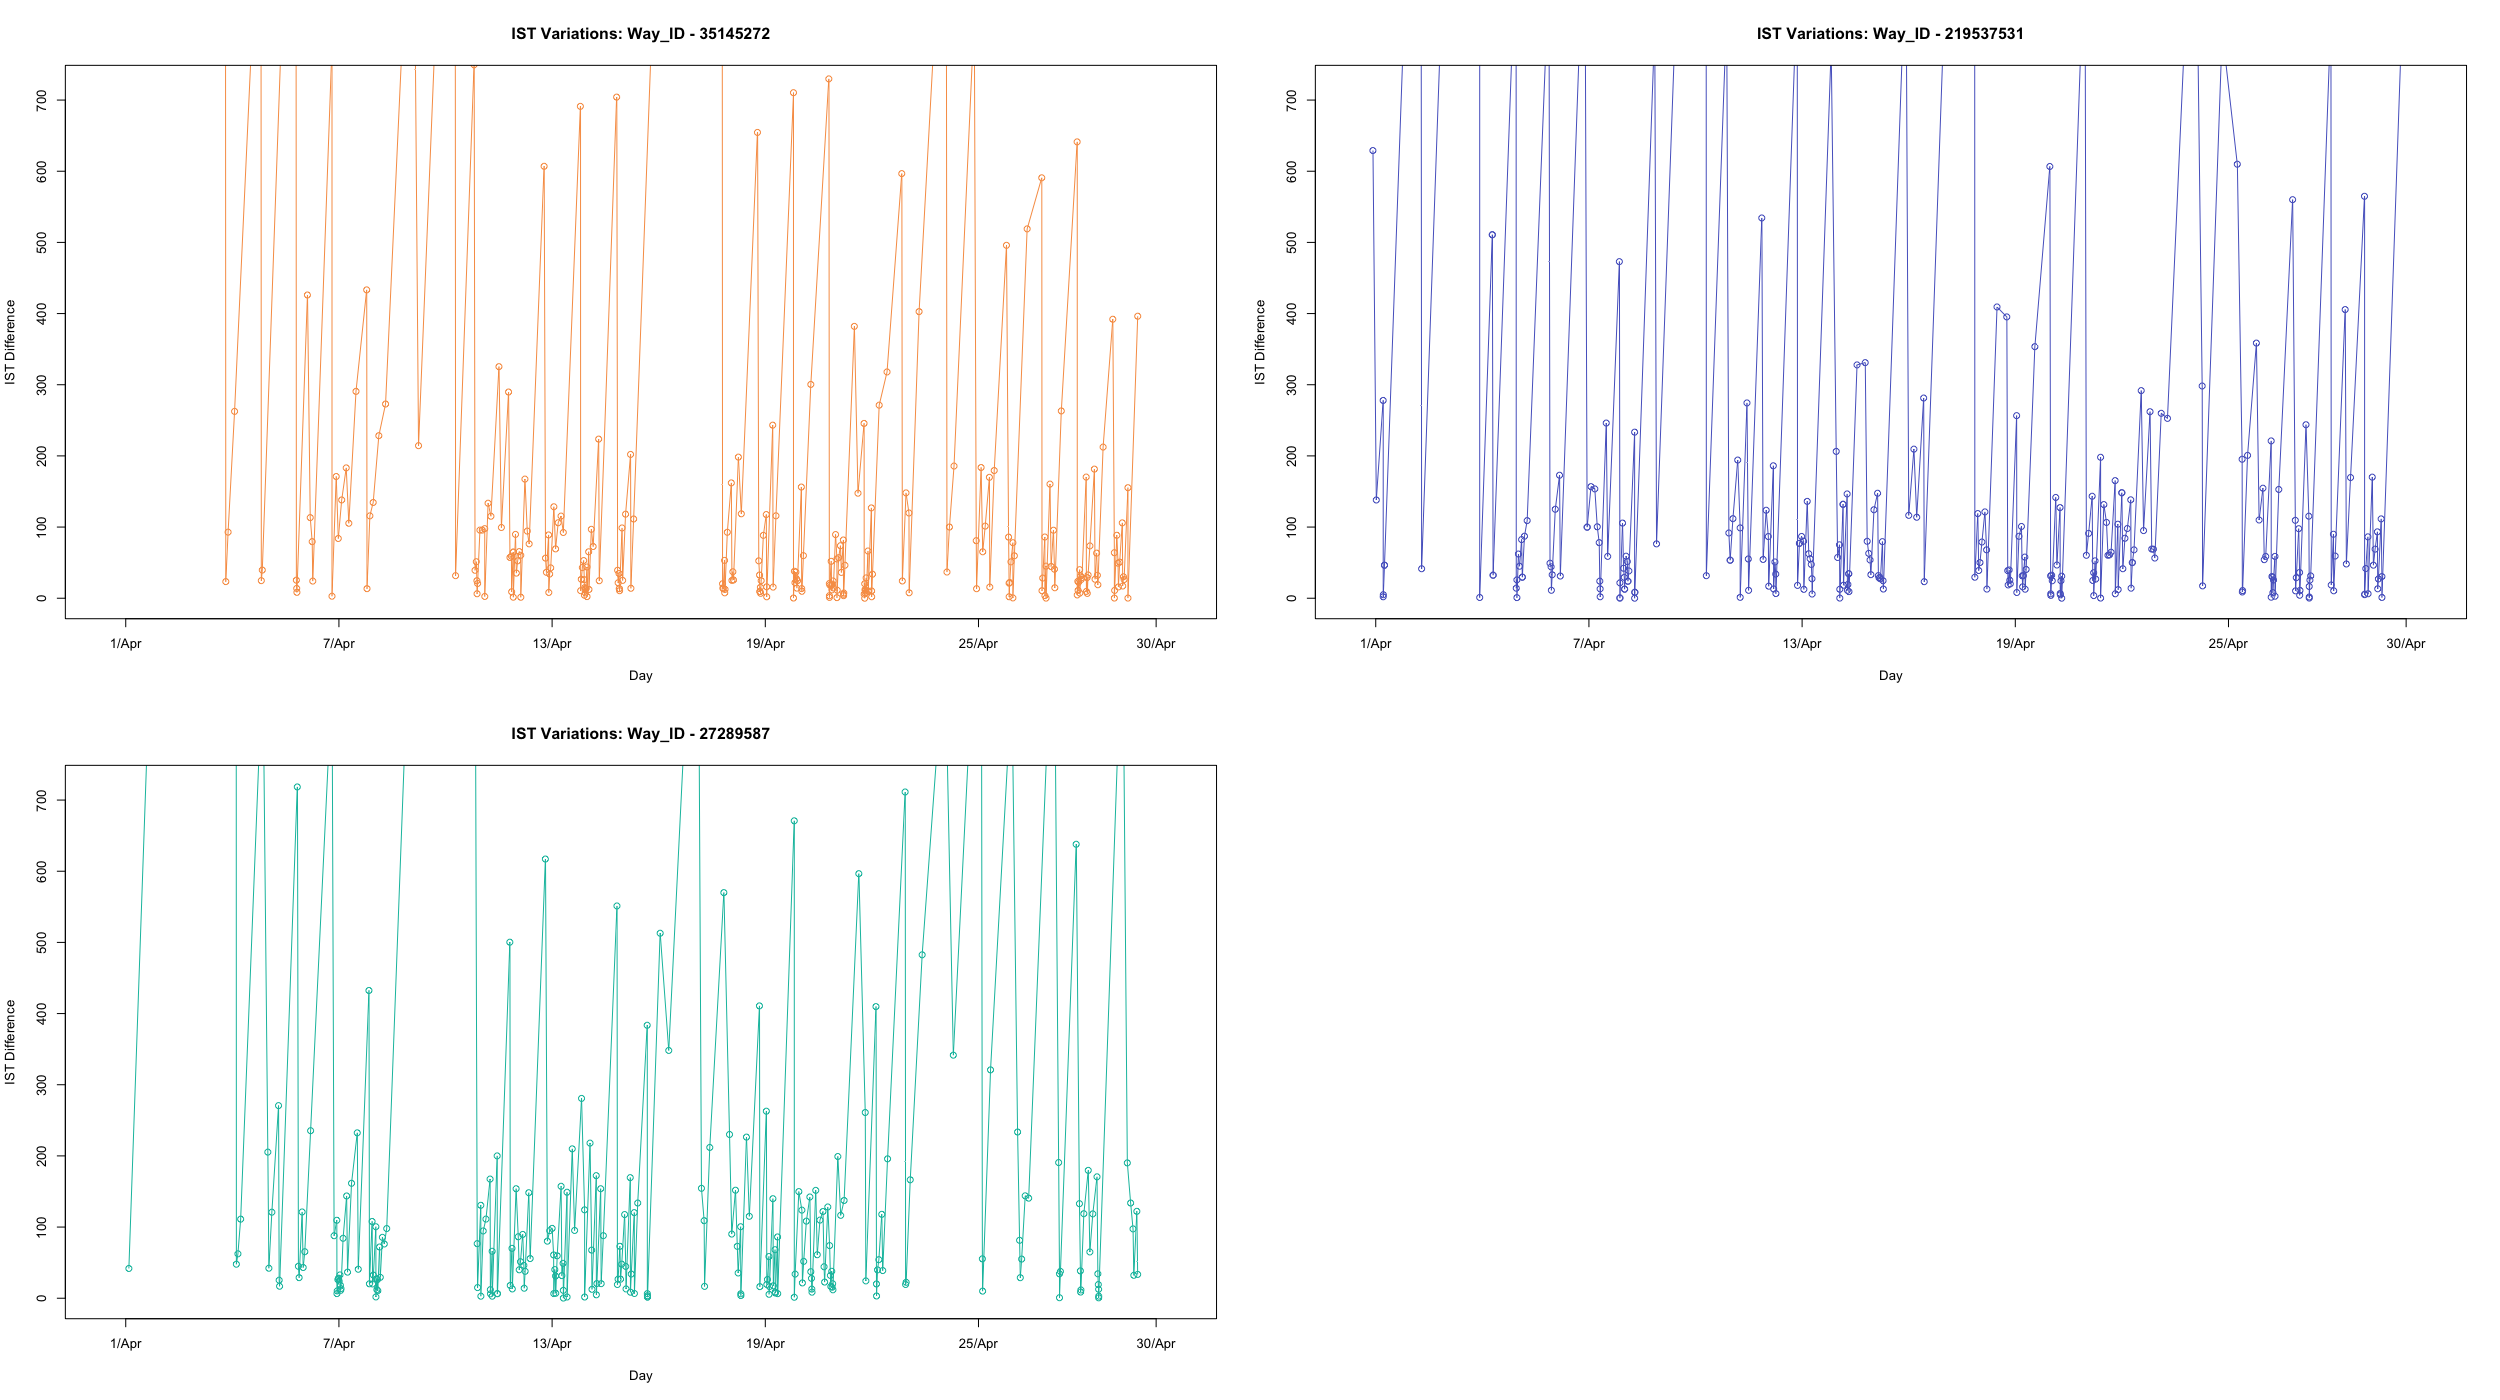 IST Variations: Way_ID - 35145272
IST Difference
700
600
500
400
300
200
100
0
1/Apr
7/Apr
13/Apr
19/Apr
25/Apr
30/Apr
Day
IST Variations: Way_ID - 219537531
IST Difference
700
600
500
400
300
200
100
0
1/Apr
7/Apr
13/Apr
19/Apr
25/Apr
30/Apr
Day
IST Variations: Way_ID - 27289587
IST Difference
700
600
500
400
300
200
100
0
1/Apr
7/Apr
13/Apr
19/Apr
25/Apr
30/Apr
Day